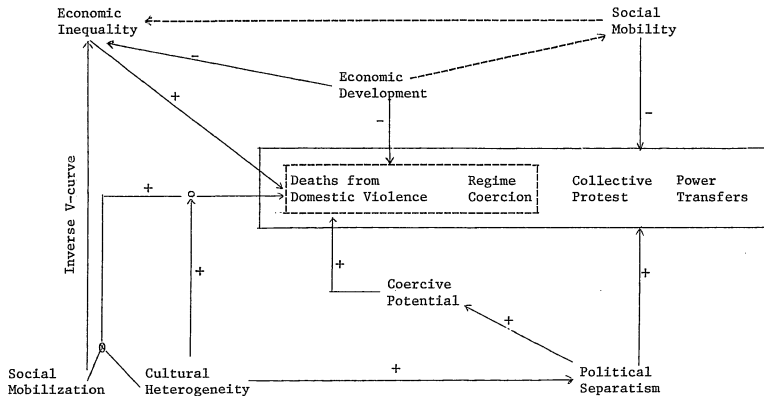 Economic
Inequality
Social
Mobility
–
Economic
Development
+
–
–
Deaths from
Domestic Violence
Regime
Coercion
Collective
Protest
Power
Transfers
+
o
Inverse V-curve
+
+
+
Coercive
Potential
+
0
Social
Mobilization
Cultural
Heterogeneity
+
Political
Separatism